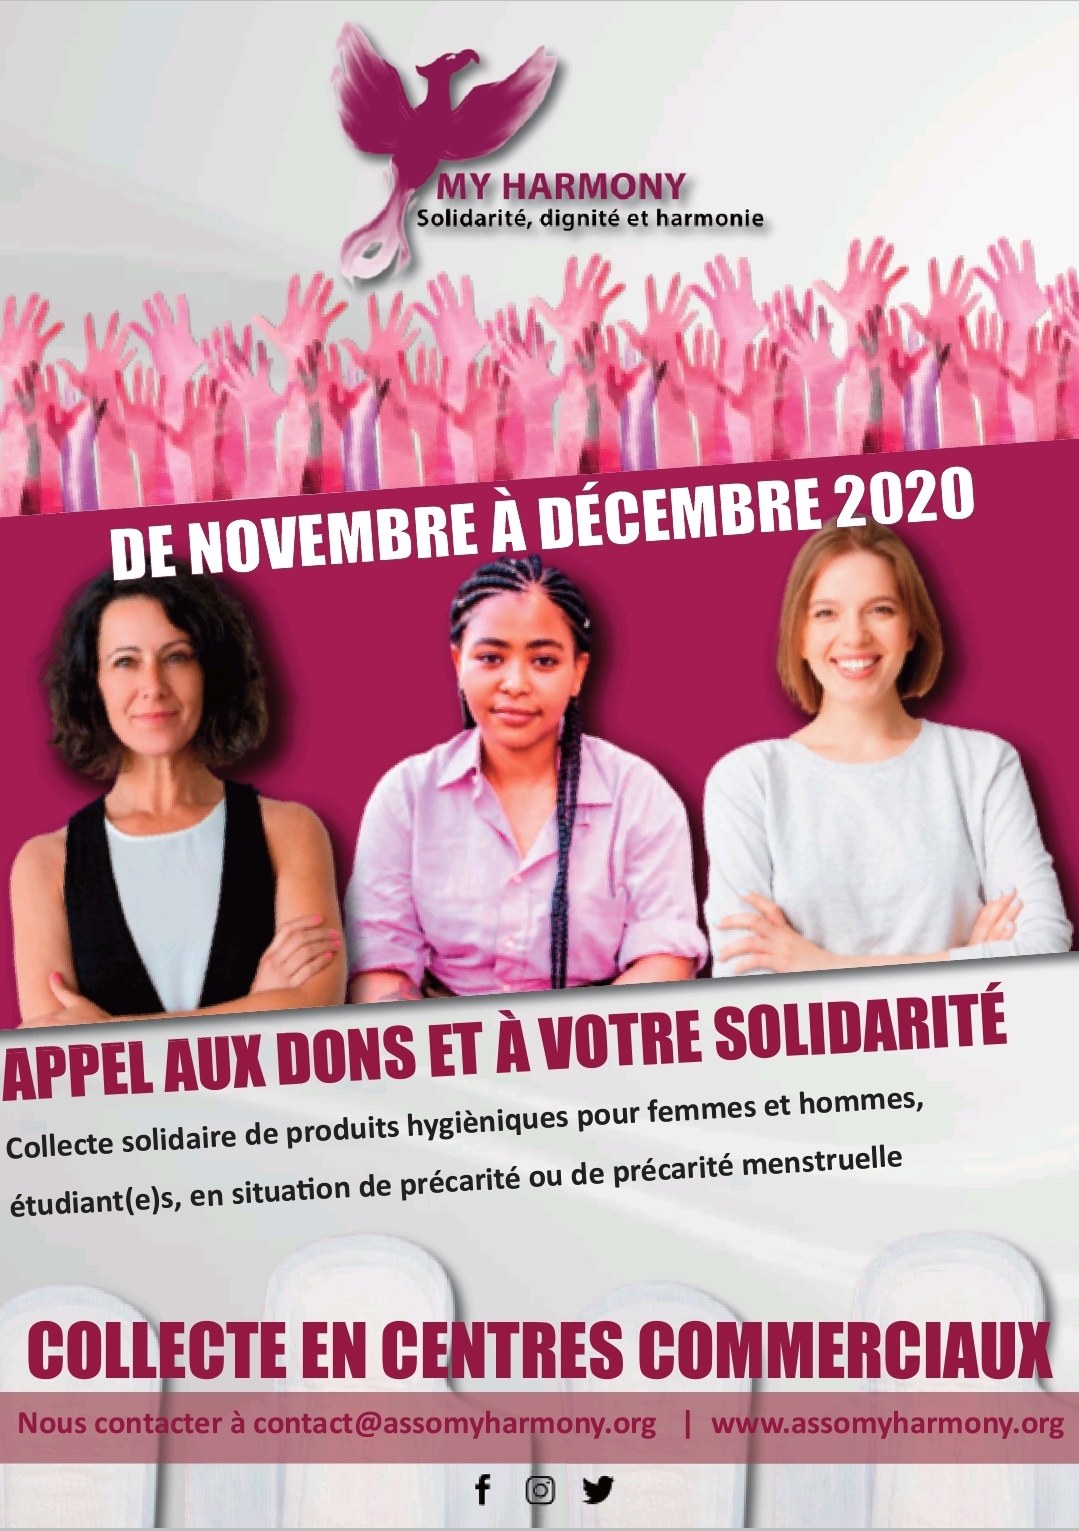 MY HARMONY
Solidarité, dignité et harmonie
DE NOVEMBRE À DÉCEMBRE 2020
APPEL AUX DONS ET À VOTRE SOLIDARITÉ
Collecte solidaire de produits hygièniques pour femmes et hommes,
étudiant(e)s, en situation de précarité ou de précarité menstruelle
COLLECTE EN CENTRES COMMERCIAUX
Nous contacter à contact@assomyharmony.org | www.assomyharmony.org